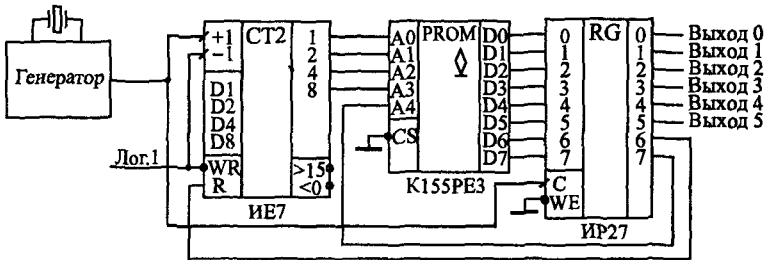 Генератор
Лог.1
+1 CT2 1
−1 2
4
8
D1
D2
D4
D8
WR >15
R <0
ИЕ7
A0 PROM D0
A1 D1
A2 D2
A3 D3
A4 D4
D5
CS D6
D7
К155РЕ3
0 RG 0
1 1
2 2
3 3
4 4
5 5
6 6
7 7
C
WE
ИР27
Выход 0
Выход 1
Выход 2
Выход 3
Выход 4
Выход 5